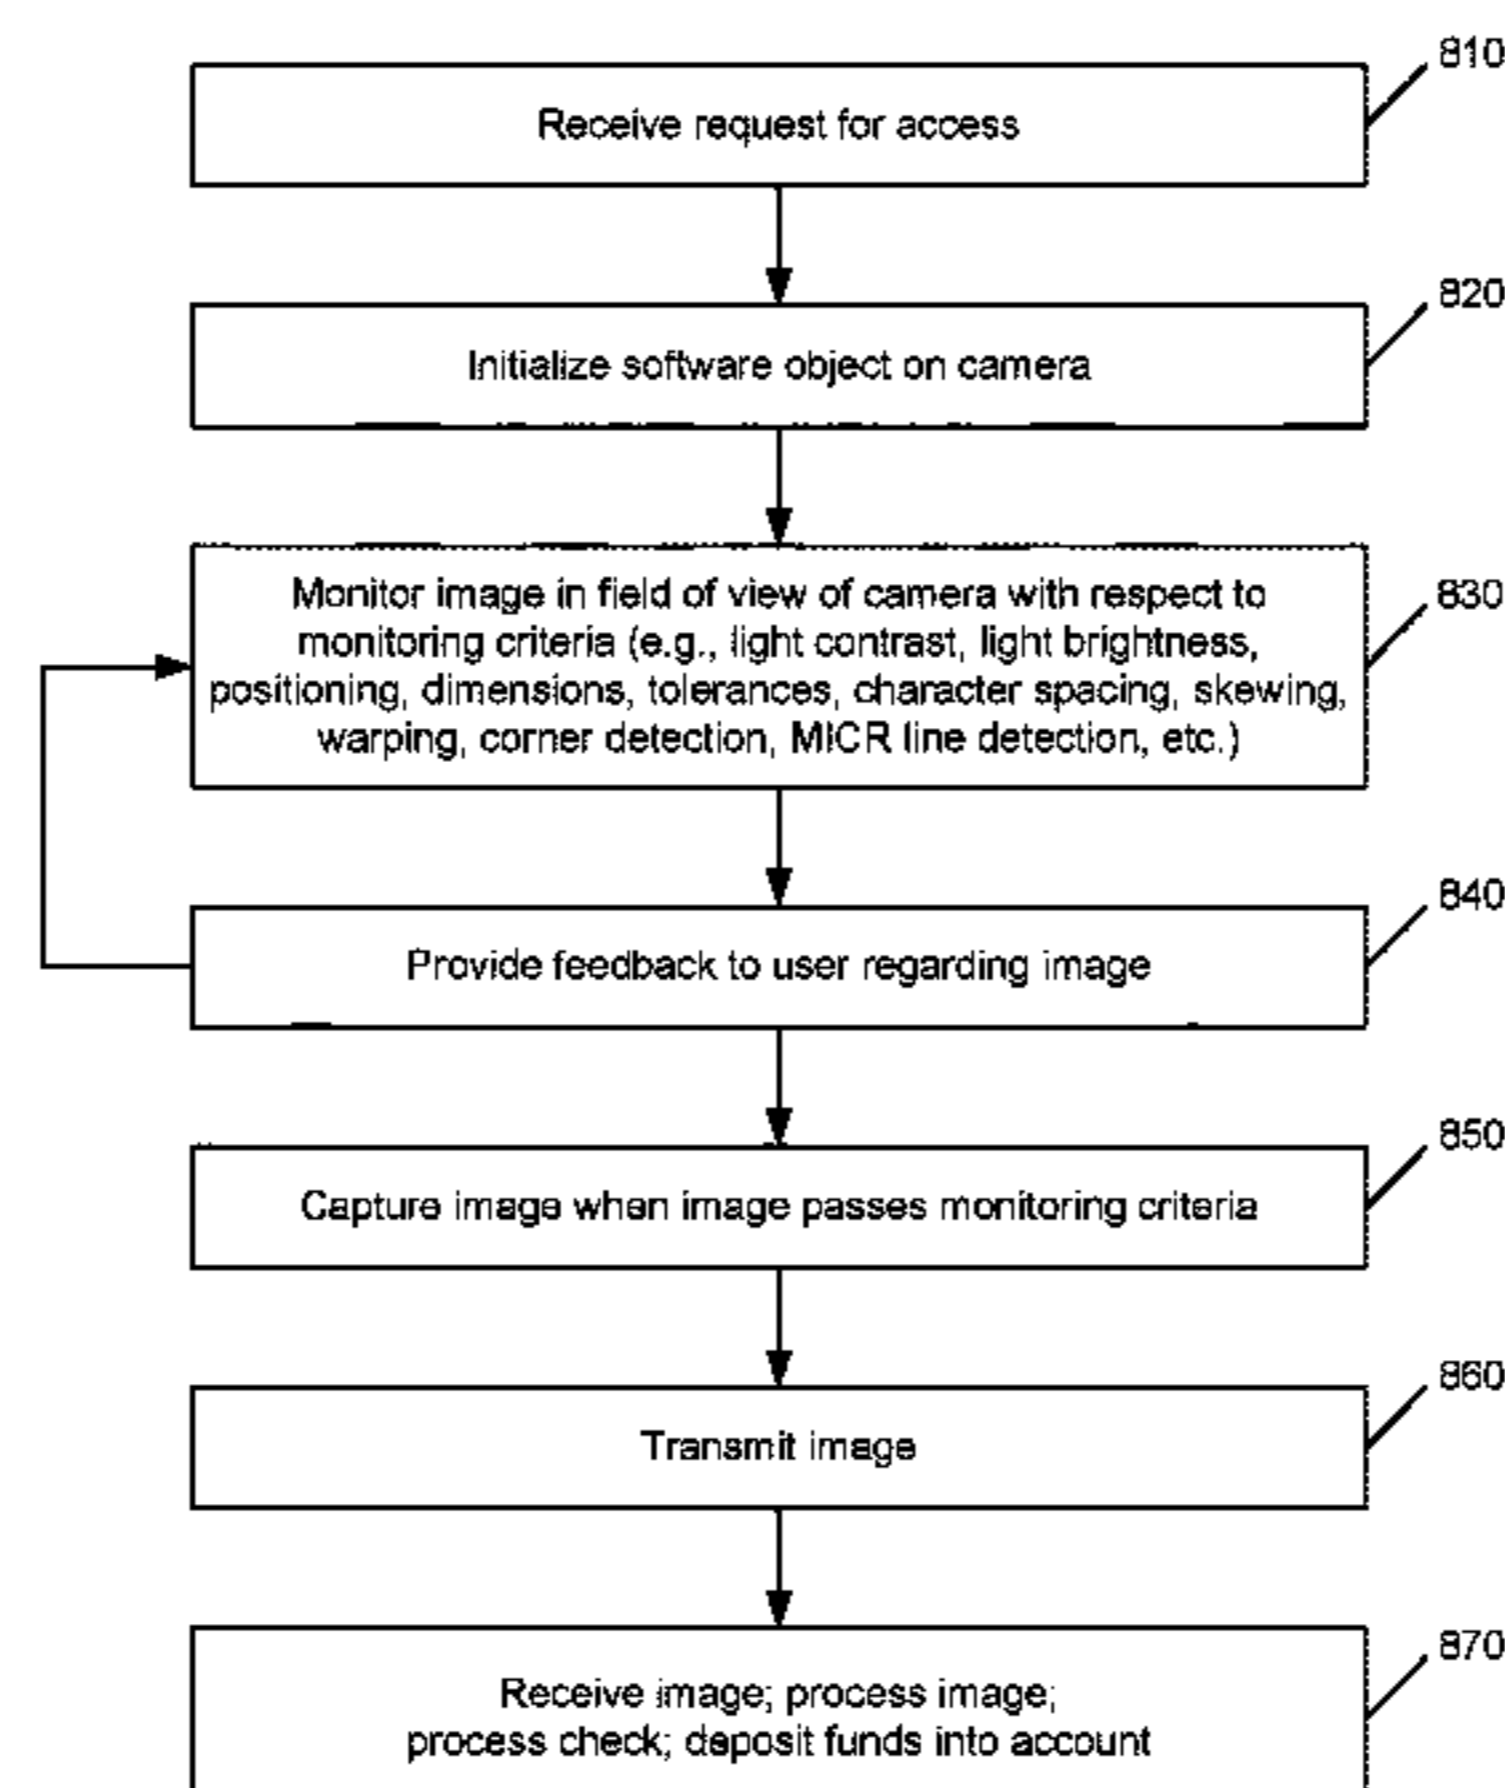 810
Receive request for access
820
Initialize software object on camera
830
Monitor image in field of view of camera with respect to
monitoring criteria (e.g., light contrast, light brightness,
positioning, dimensions, tolerances, character spacing, skewing,
warping, corner detection, MICR line detection, etc.)
840
Provide feedback to user regarding image
850
Capture image when image passes monitoring criteria
860
Transmit image
870
Receive image; process image;
process check; deposit funds into account